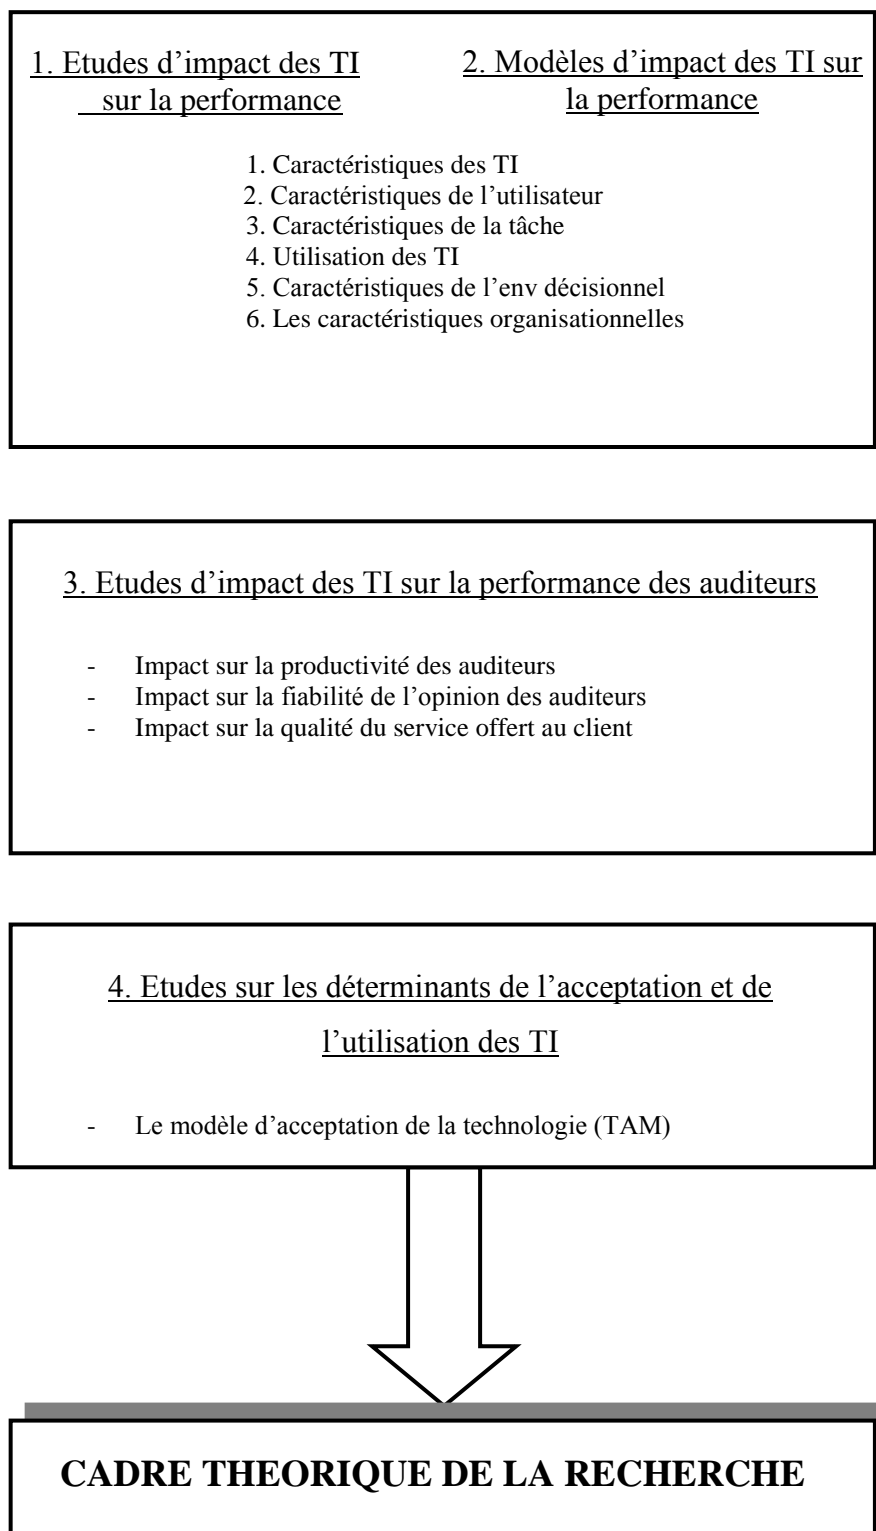 1. Etudes d’impact des TI
sur la performance
2. Modèles d’impact des TI sur
la performance
1. Caractéristiques des TI
2. Caractéristiques de l’utilisateur
3. Caractéristiques de la tâche
4. Utilisation des TI
5. Caractéristiques de l’env décisionnel
6. Les caractéristiques organisationnelles
3. Etudes d’impact des TI sur la performance des auditeurs
- Impact sur la productivité des auditeurs
- Impact sur la fiabilité de l’opinion des auditeurs
- Impact sur la qualité du service offert au client
4. Etudes sur les déterminants de l’acceptation et de
l’utilisation des TI
- Le modèle d’acceptation de la technologie (TAM)
CADRE THEORIQUE DE LA RECHERCHE